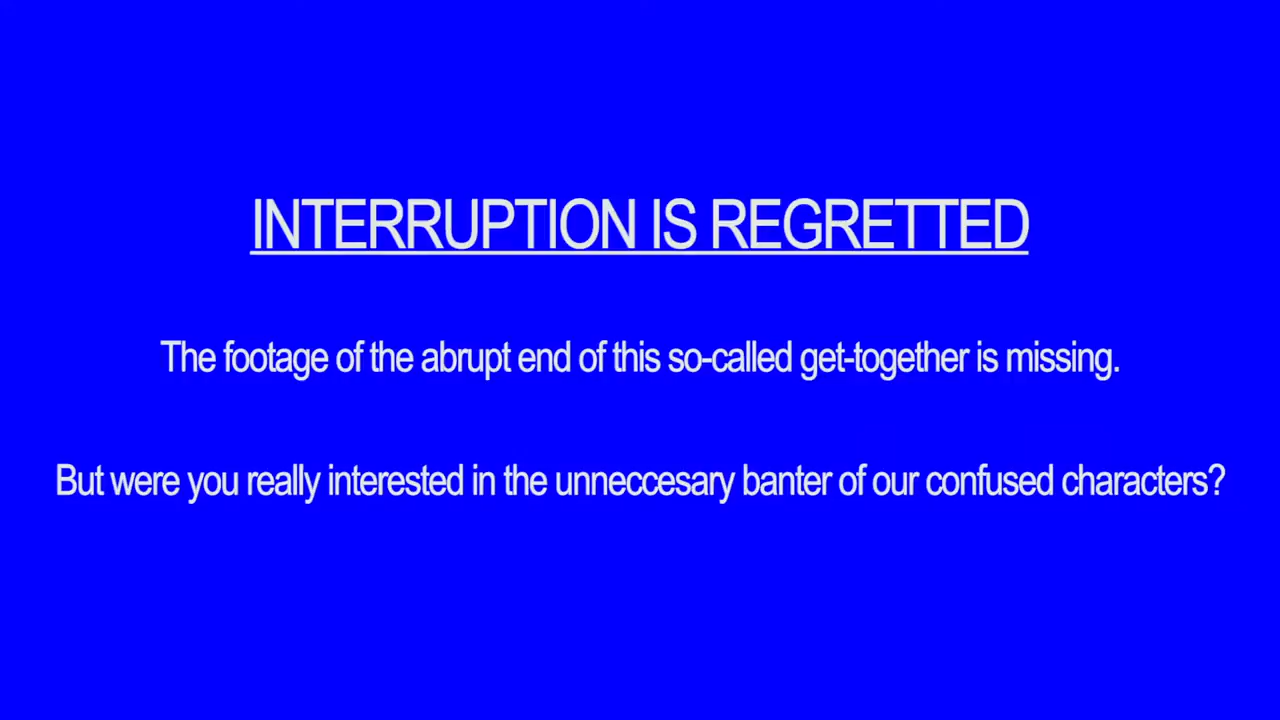 INTERRUPTION IS REGRETTED
The footage of the abrupt end of this so-called get-together is missing.
But were you really interested in the unneccesary banter of our confused characters?